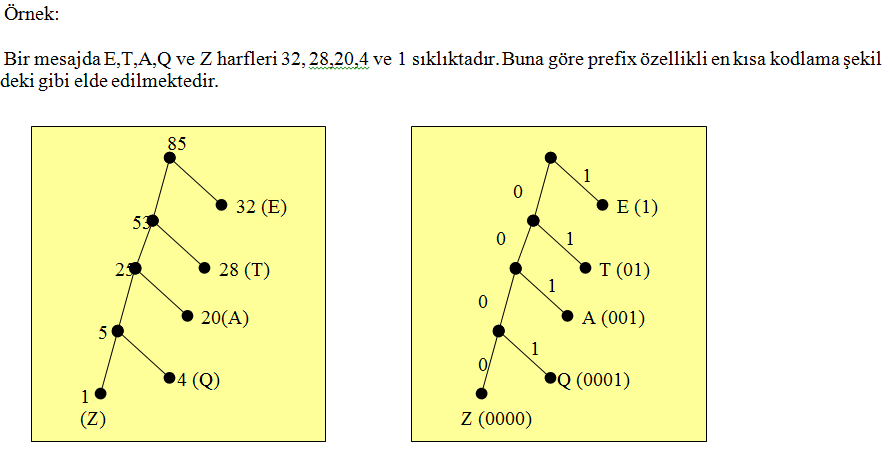 Örnek:
Bir mesajda E,T,A,Q ve Z harfleri 32, 28,20,4 ve 1 sıklıktadır.Buna göre prefix özellikli en kısa kodlama şekil
deki gibi elde edilmektedir.
85
32 (E)
53
28 (T)
25
20(A)
5
4 (Q)
1
(Z)
1
0
E (1)
0
1
T (01)
1
0
A (001)
1
0
Q (0001)
Z (0000)